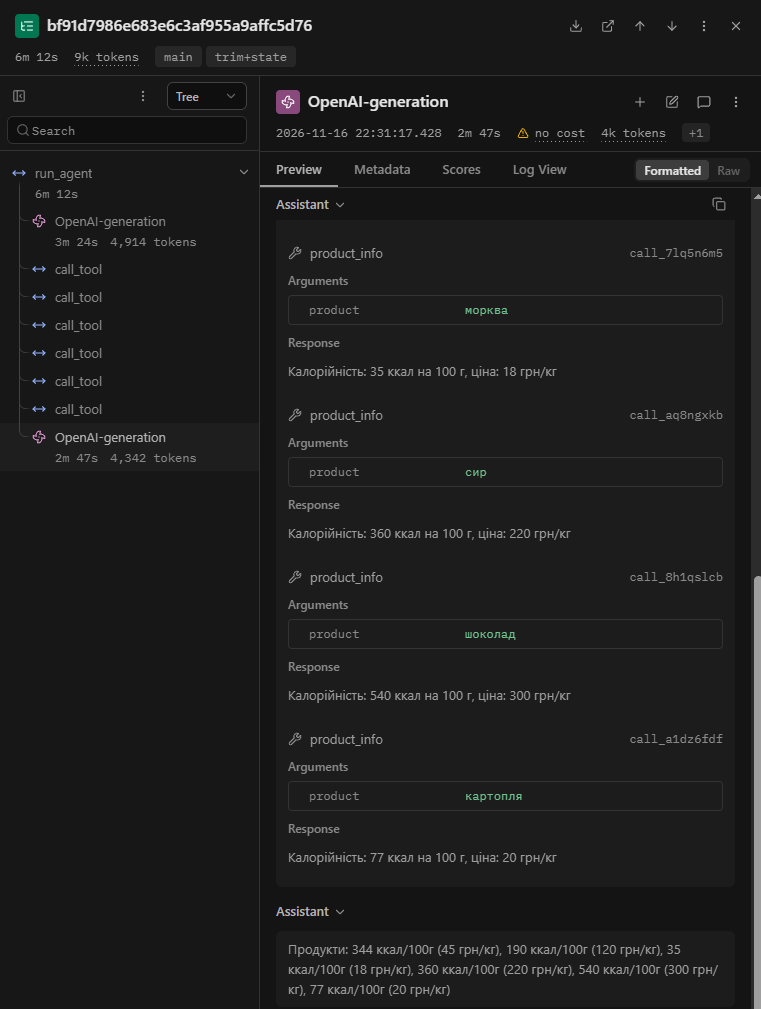 bf91d7986e683e6c3af955a9affc5d76
6m 12s 9k tokens main trim+state
Tree
Search
run_agent
6m 12s
OpenAI-generation
3m 24s 4,914 tokens
call_tool
call_tool
call_tool
call_tool
call_tool
call_tool
OpenAI-generation
2m 47s 4,342 tokens
OpenAI-generation
2026-11-16 22:31:17.428 2m 47s no cost 4k tokens +1
Preview Metadata Scores Log View Formatted Raw
Assistant
product_info call_7lq5n6m5
Arguments
product морква
Response
Калорійність: 35 ккал на 100 г, ціна: 18 грн/кг
product_info call_aq8ngxkb
Arguments
product сир
Response
Калорійність: 360 ккал на 100 г, ціна: 220 грн/кг
product_info call_8h1qslcb
Arguments
product шоколад
Response
Калорійність: 540 ккал на 100 г, ціна: 300 грн/кг
product_info call_a1dz6fdf
Arguments
product картопля
Response
Калорійність: 77 ккал на 100 г, ціна: 20 грн/кг
Assistant
Продукти: 344 ккал/100г (45 грн/кг), 190 ккал/100г (120 грн/кг), 35
ккал/100г (18 грн/кг), 360 ккал/100г (220 грн/кг), 540 ккал/100г (300 грн/
кг), 77 ккал/100г (20 грн/кг)